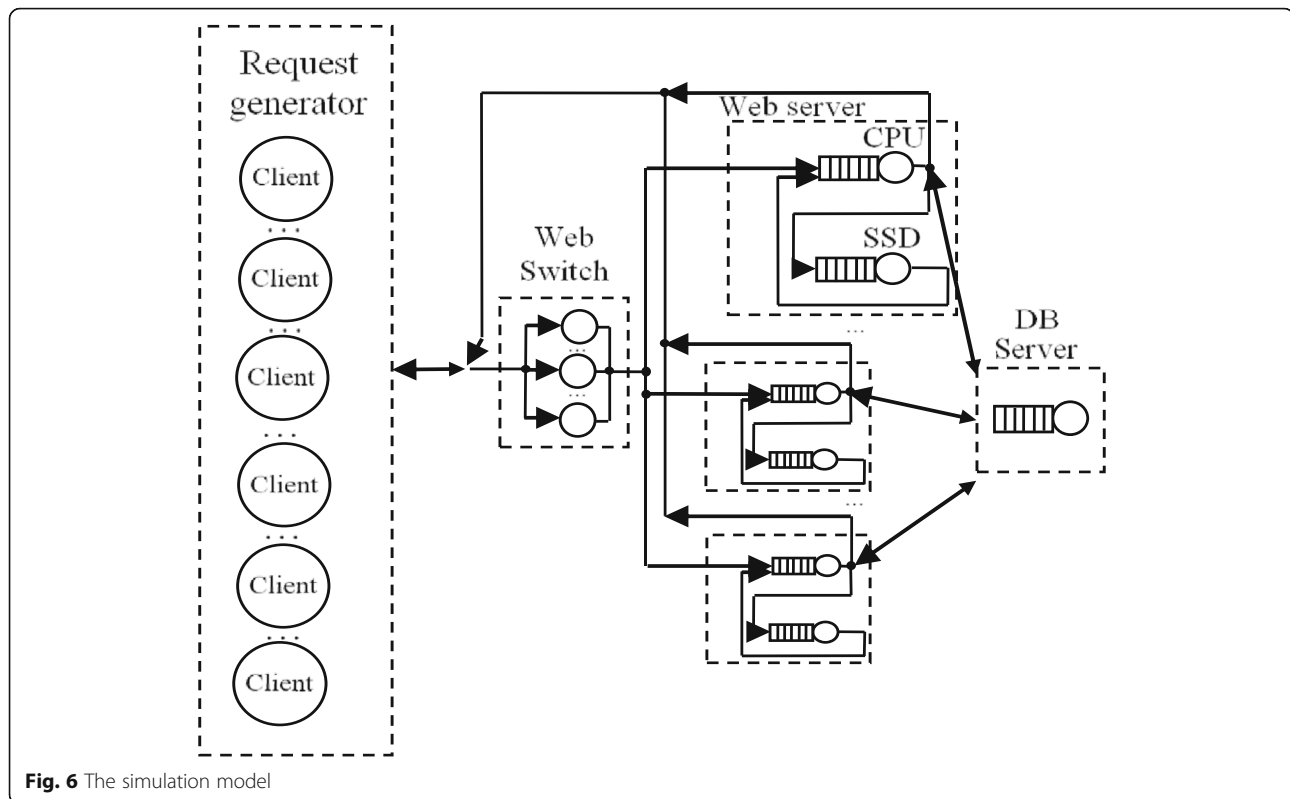 Request
generator
Client
...
Client
...
Client
...
Client
...
Client
...
Client
Web
Switch
...
...
Web server
CPU
SSD
...
...
DB
Server
Fig. 6 The simulation model